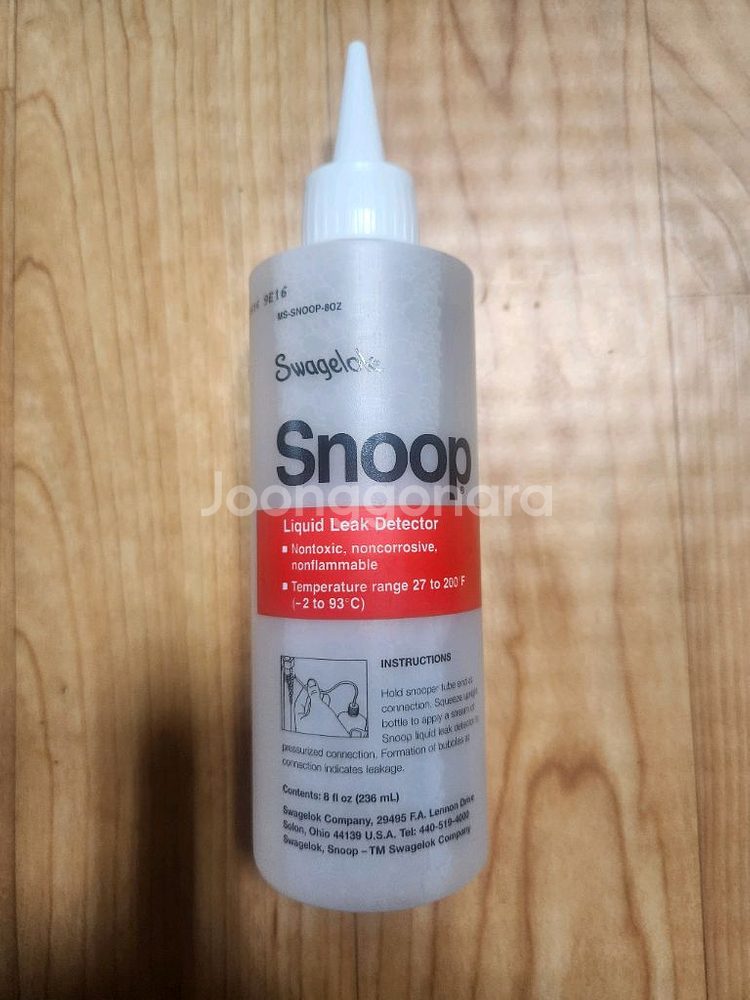 9E16
MS-SNOOP-8OZ
Swagelok
Snoop
Joonggonara
Liquid Leak Detector
▪ Nontoxic, noncorrosive,
nonflammable
▪ Temperature range 27 to 200°F
(-2 to 93°C)
INSTRUCTIONS
Hold snooper tube end at
connection. Squeeze upright
bottle to apply a stream of
Snoop liquid leak detector to
pressurized connection. Formation of bubbles at
connection indicates leakage.
Contents: 8 fl oz (236 mL)
Swagelok Company, 29495 F.A. Lennon Drive
Solon, Ohio 44139 U.S.A. Tel: 440-519-4000
Swagelok, Snoop – TM Swagelok Company